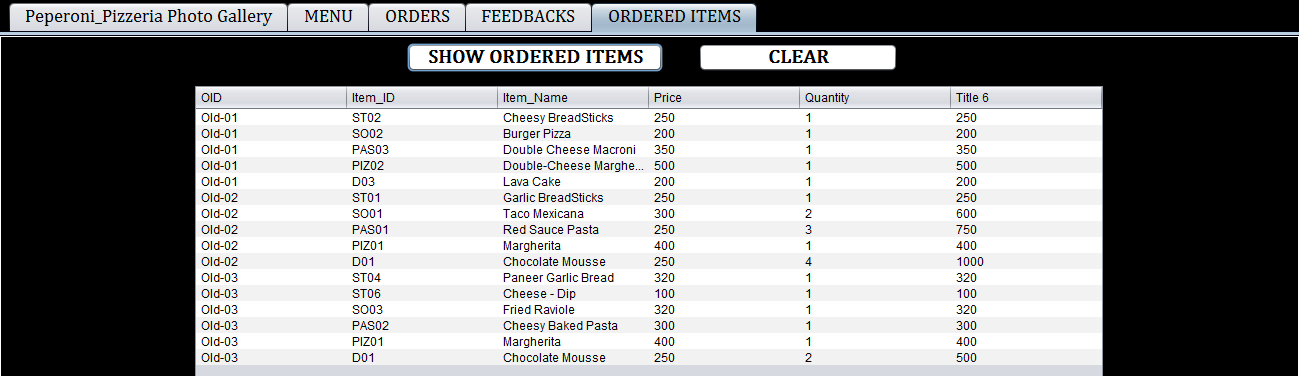 Peperoni_Pizzeria Photo Gallery MENU ORDERS FEEDBACKS ORDERED ITEMS
SHOW ORDERED ITEMS CLEAR
OID Item_ID Item_Name Price Quantity Title 6
OId-01 ST02 Cheesy BreadSticks 250 1 250
OId-01 SO02 Burger Pizza 200 1 200
OId-01 PAS03 Double Cheese Macroni 350 1 350
OId-01 PIZ02 Double-Cheese Marghe... 500 1 500
OId-01 D03 Lava Cake 200 1 200
OId-02 ST01 Garlic BreadSticks 250 1 250
OId-02 SO01 Taco Mexicana 300 2 600
OId-02 PAS01 Red Sauce Pasta 250 3 750
OId-02 PIZ01 Margherita 400 1 400
OId-02 D01 Chocolate Mousse 250 4 1000
OId-03 ST04 Paneer Garlic Bread 320 1 320
OId-03 ST06 Cheese - Dip 100 1 100
OId-03 SO03 Fried Raviole 320 1 320
OId-03 PAS02 Cheesy Baked Pasta 300 1 300
OId-03 PIZ01 Margherita 400 1 400
OId-03 D01 Chocolate Mousse 250 2 500